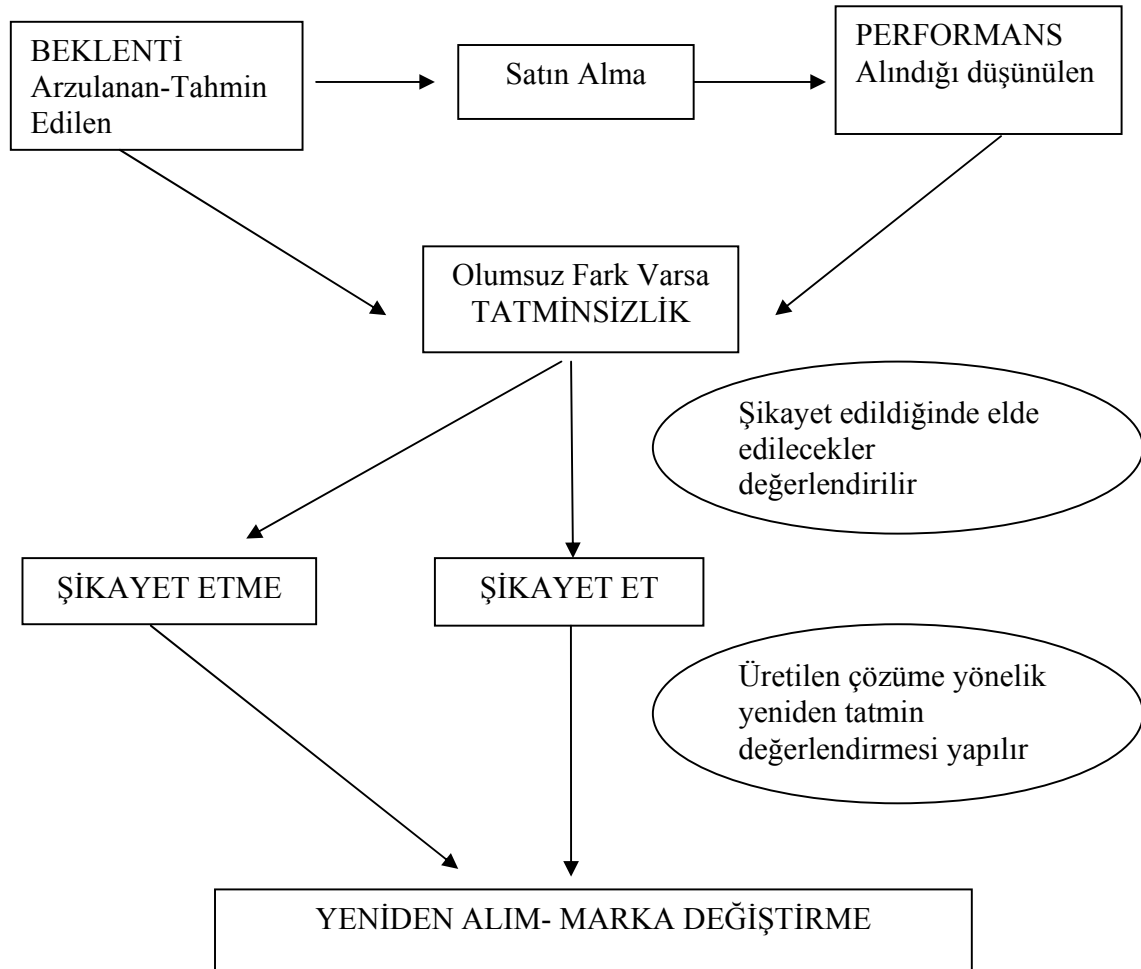 BEKLENTİ
Arzulanan-Tahmin
Edilen
Satın Alma
PERFORMANS
Alındığı düşünülen
Olumsuz Fark Varsa
TATMİNSİZLİK
Şikayet edildiğinde elde
edilecekler
değerlendirilir
ŞİKAYET ETME
ŞİKAYET ET
Üretilen çözüme yönelik
yeniden tatmin
değerlendirmesi yapılır
YENİDEN ALIM- MARKA DEĞİŞTİRME